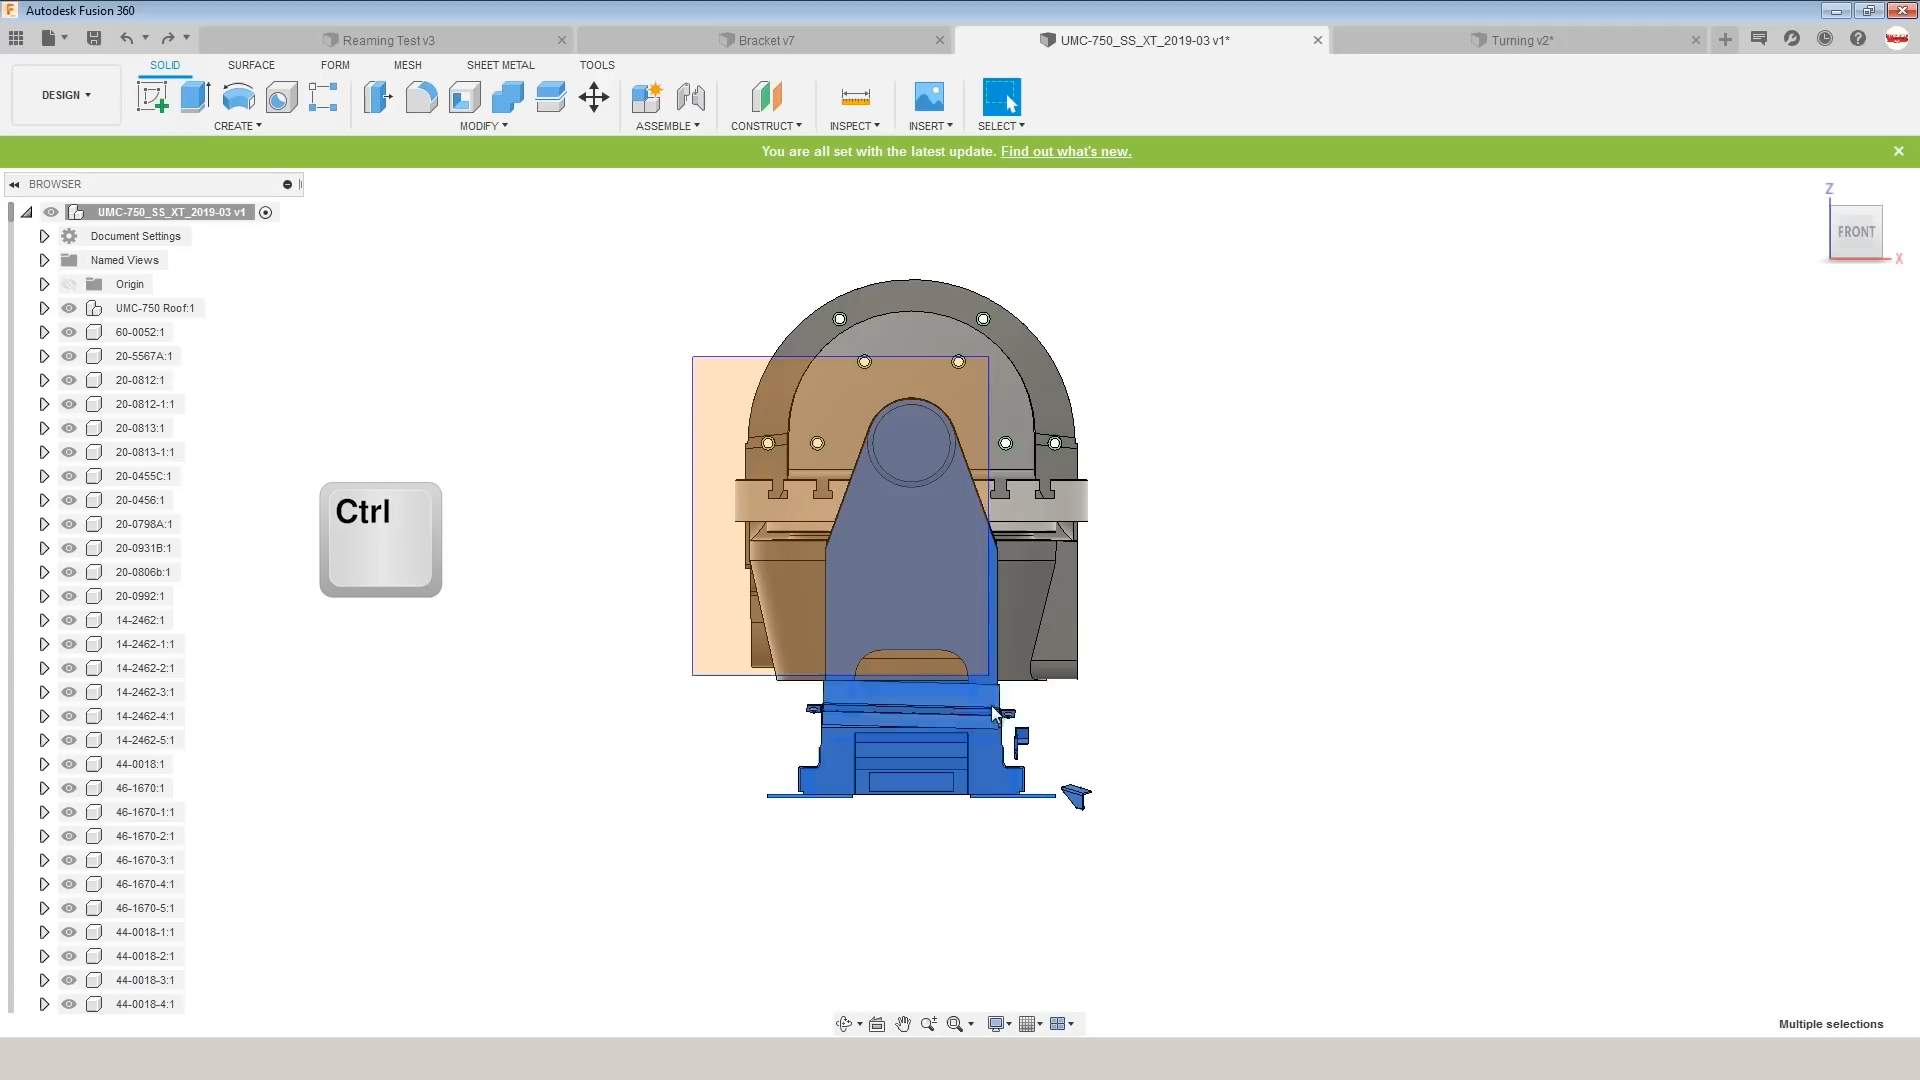 Autodesk Fusion 360
Reaming Test v3
Bracket v7
UMC-750_SS_XT_2019-03 v1*
Turning v2*
DESIGN
SOLID
SURFACE
FORM
MESH
SHEET METAL
TOOLS
CREATE
MODIFY
ASSEMBLE
CONSTRUCT
INSPECT
INSERT
SELECT
You are all set with the latest update. Find out what's new.
BROWSER
UMC-750_SS_XT_2019-03 v1
Document Settings
Named Views
Origin
UMC-750 Roof:1
60-0052:1
20-5567A:1
20-0812:1
20-0812-1:1
20-0813:1
20-0813-1:1
20-0455C:1
20-0456:1
20-0798A:1
20-0931B:1
20-0806b:1
20-0992:1
14-2462:1
14-2462-1:1
14-2462-2:1
14-2462-3:1
14-2462-4:1
14-2462-5:1
44-0018:1
46-1670:1
46-1670-1:1
46-1670-2:1
46-1670-3:1
46-1670-4:1
46-1670-5:1
44-0018-1:1
44-0018-2:1
44-0018-3:1
44-0018-4:1
Ctrl
Z
FRONT
X
Multiple selections